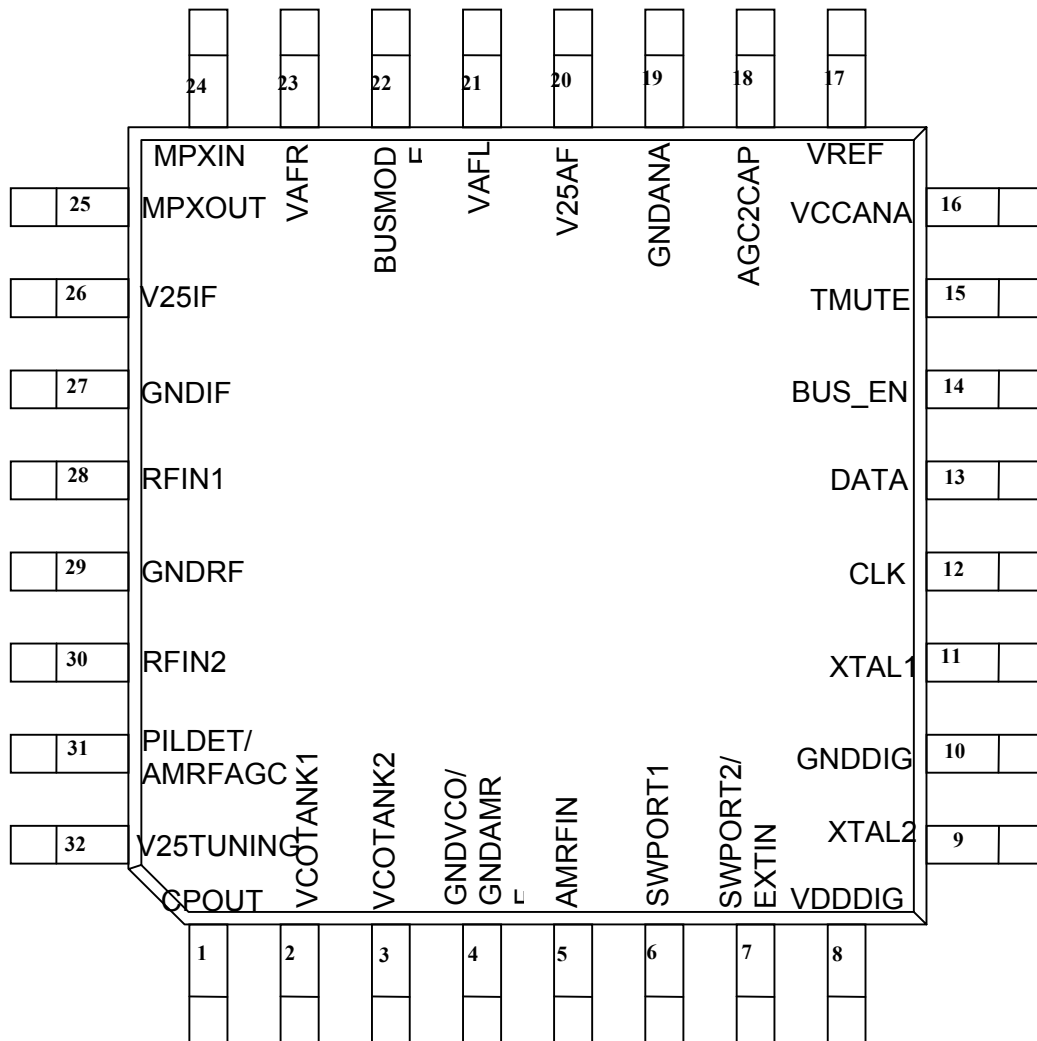 24 23 22 21 20 19 18 17
MPXIN
VAFR
BUSMOD
E
VAFL
V25AF
GNDANA
AGC2CAP
VREF
25 MPXOUT VCCANA 16
26 V25IF TMUTE 15
27 GNDIF BUS_EN 14
28 RFIN1 DATA 13
29 GNDRF CLK 12
30 RFIN2 XTAL1 11
31 PILDET/
AMRFAGC
GNDDIG 10
32 V25TUNING XTAL2 9
CPOUT
VCOTANK1
VCOTANK2
GNDVCO/
GNDAMR
F
AMRFIN
SWPORT1
SWPORT2/
EXTIN
VDDDIG
1 2 3 4 5 6 7 8